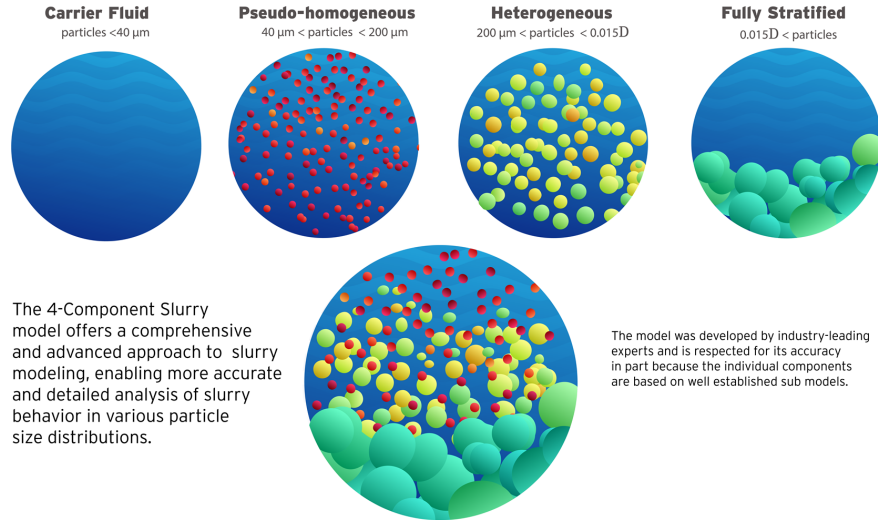 Carrier Fluid
particles <40 µm
Pseudo-homogeneous
40 µm < particles < 200 µm
Heterogeneous
200 µm < particles < 0.015D
Fully Stratified
0.015D < particles
The 4-Component Slurry
model offers a comprehensive
and advanced approach to slurry
modeling, enabling more accurate
and detailed analysis of slurry
behavior in various particle
size distributions.
The model was developed by industry-leading
experts and is respected for its accuracy
in part because the individual components
are based on well established sub models.